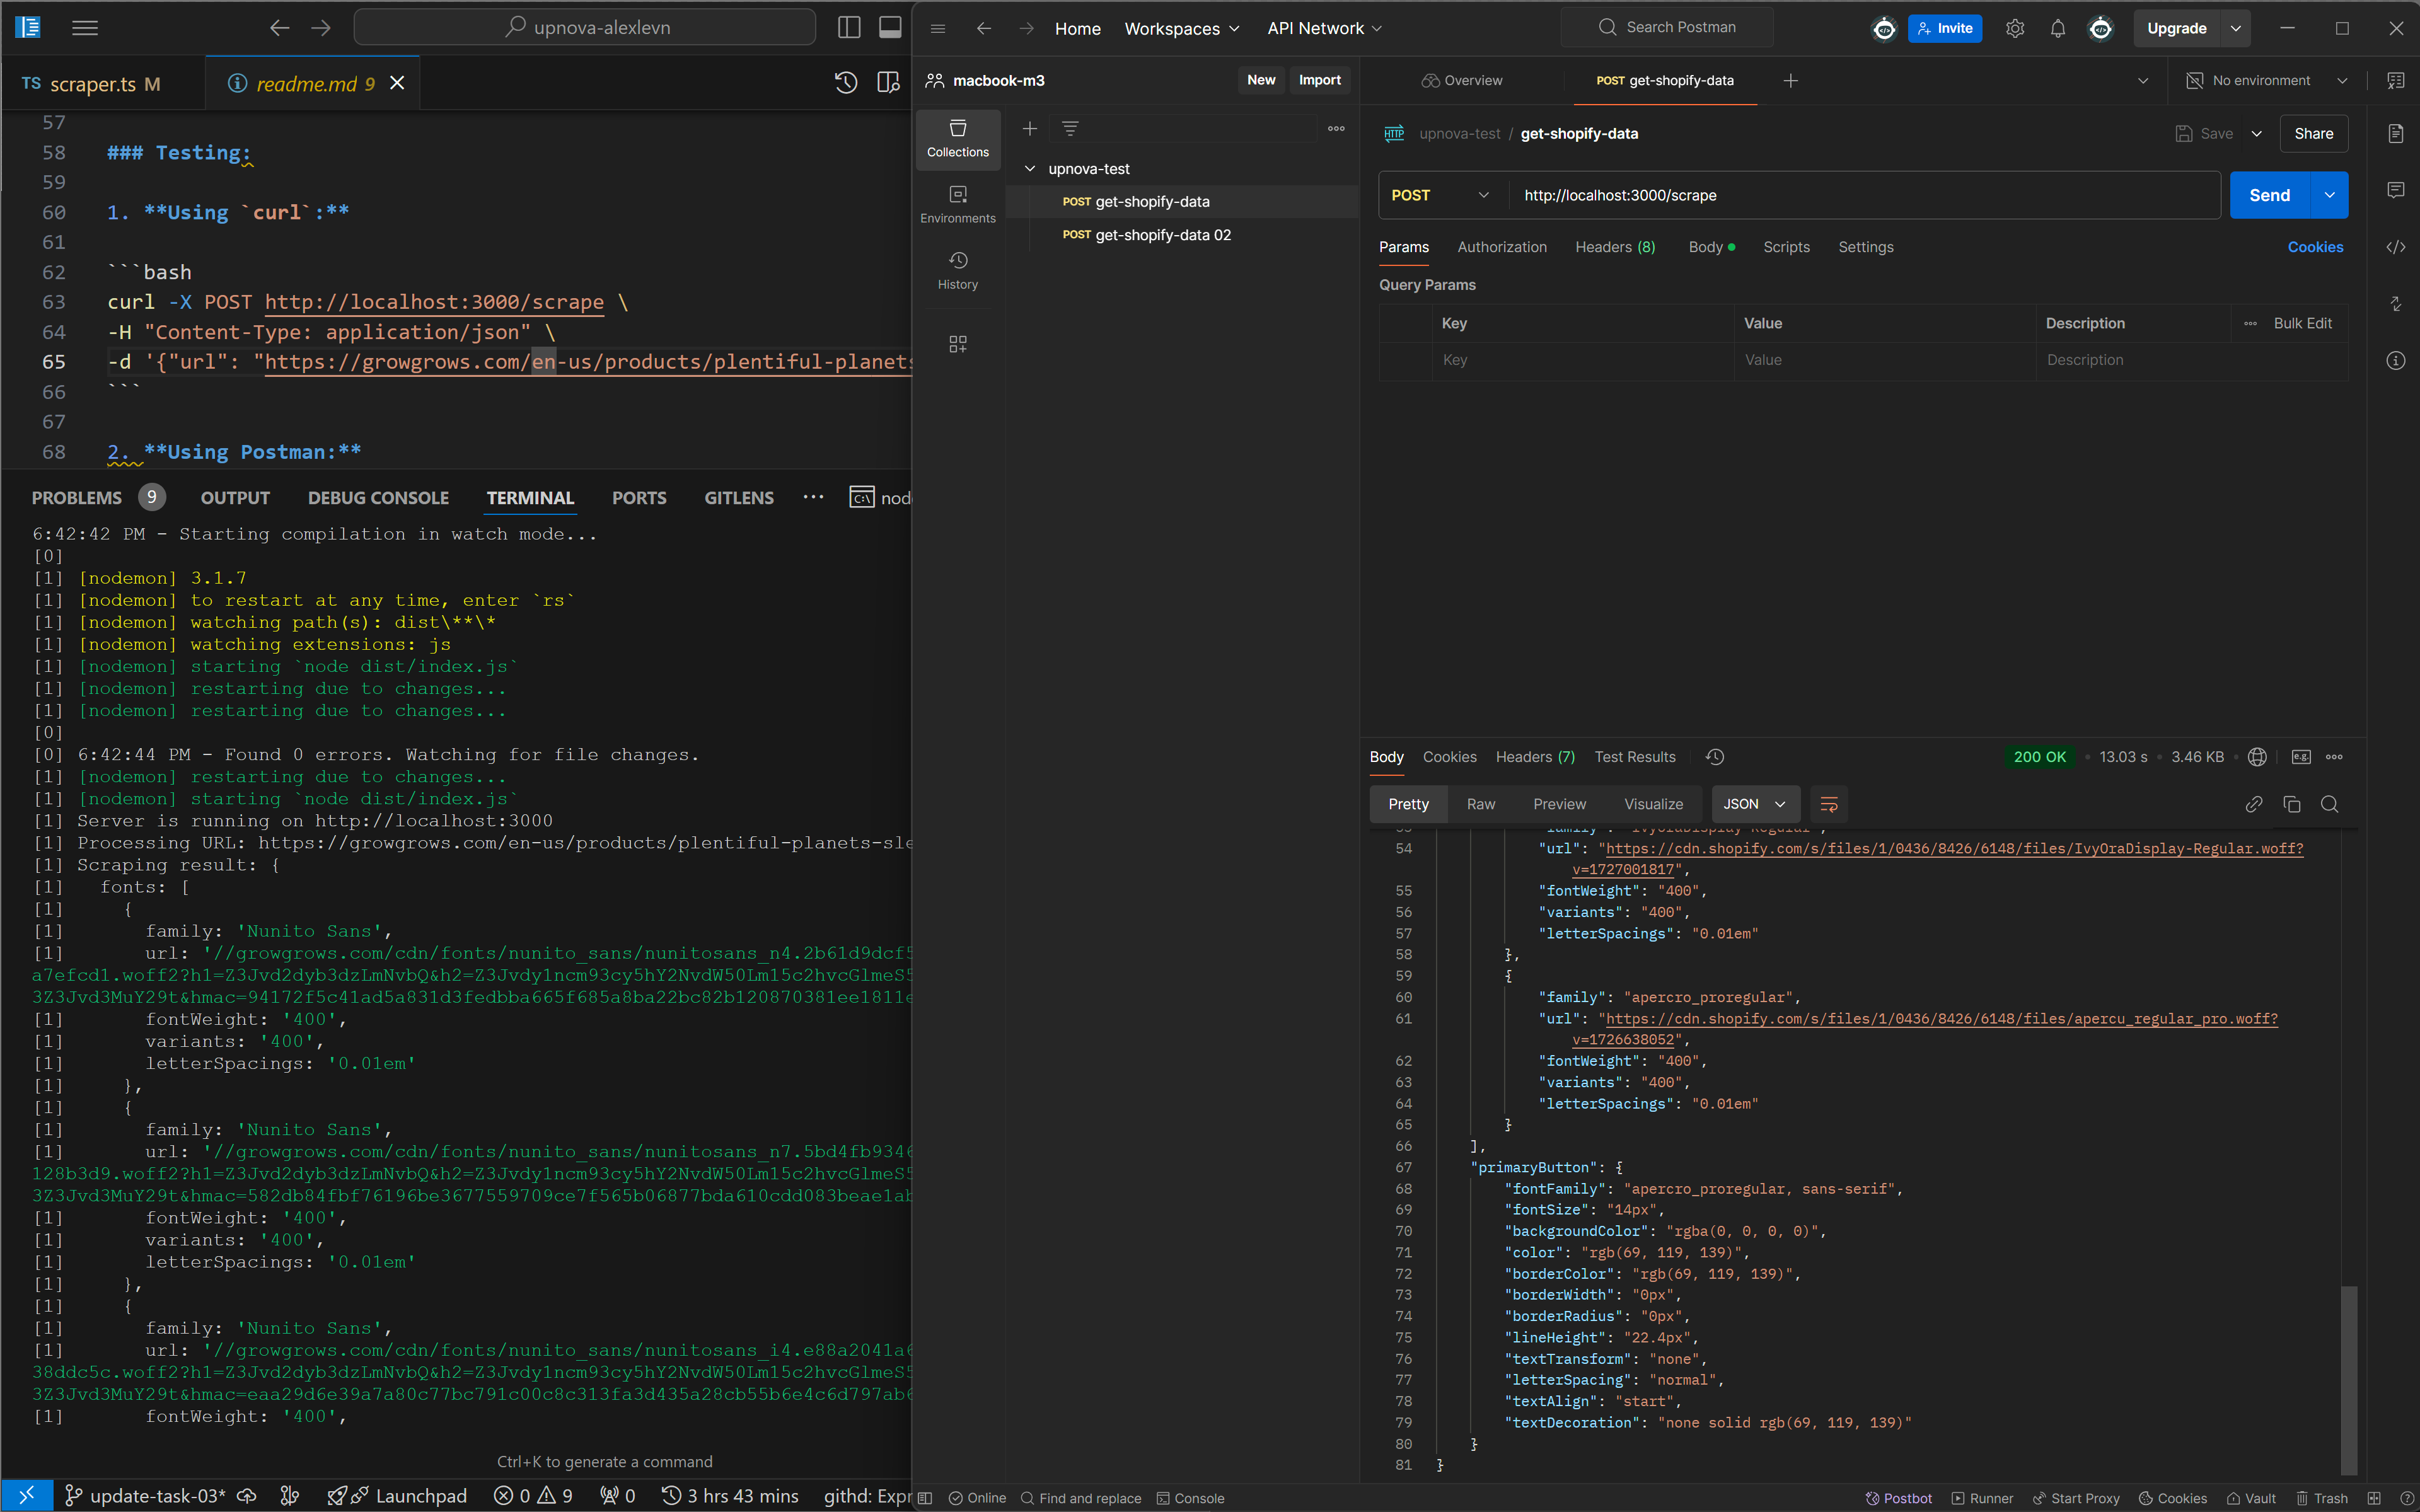 upnova-alexlevn
TS scraper.ts M
readme.md 9
57
58 ### Testing:
59
60 1. **Using `curl`:**
61
62 ```bash
63 curl -X POST http://localhost:3000/scrape \
64 -H "Content-Type: application/json" \
65 -d '{"url": "https://growgrows.com/en-us/products/plentiful-planets
66 ```
67
68 2. **Using Postman:**
PROBLEMS 9 OUTPUT DEBUG CONSOLE TERMINAL PORTS GITLENS ··· nod
6:42:42 PM - Starting compilation in watch mode...
[0]
[1] [nodemon] 3.1.7
[1] [nodemon] to restart at any time, enter `rs`
[1] [nodemon] watching path(s): dist\**\*
[1] [nodemon] watching extensions: js
[1] [nodemon] starting `node dist/index.js`
[1] [nodemon] restarting due to changes...
[1] [nodemon] restarting due to changes...
[0]
[0] 6:42:44 PM - Found 0 errors. Watching for file changes.
[1] [nodemon] restarting due to changes...
[1] [nodemon] starting `node dist/index.js`
[1] Server is running on http://localhost:3000
[1] Processing URL: https://growgrows.com/en-us/products/plentiful-planets-sle
[1] Scraping result: {
[1] fonts: [
[1] {
[1] family: 'Nunito Sans',
[1] url: '//growgrows.com/cdn/fonts/nunito_sans/nunitosans_n4.2b61d9dcf5
a7efcd1.woff2?h1=Z3Jvd2dyb3dzLmNvbQ&h2=Z3Jvdy1ncm93cy5hY2NvdW50Lm15c2hvcGlmeS5
3Z3Jvd3MuY29t&hmac=94172f5c41ad5a831d3fedbba665f685a8ba22bc82b120870381ee1811e
[1] fontWeight: '400',
[1] variants: '400',
[1] letterSpacings: '0.01em'
[1] },
[1] {
[1] family: 'Nunito Sans',
[1] url: '//growgrows.com/cdn/fonts/nunito_sans/nunitosans_n7.5bd4fb9346
128b3d9.woff2?h1=Z3Jvd2dyb3dzLmNvbQ&h2=Z3Jvdy1ncm93cy5hY2NvdW50Lm15c2hvcGlmeS5
3Z3Jvd3MuY29t&hmac=582db84fbf76196be3677559709ce7f565b06877bda610cdd083beae1ab
[1] fontWeight: '400',
[1] variants: '400',
[1] letterSpacings: '0.01em'
[1] },
[1] {
[1] family: 'Nunito Sans',
[1] url: '//growgrows.com/cdn/fonts/nunito_sans/nunitosans_i4.e88a2041a6
38ddc5c.woff2?h1=Z3Jvd2dyb3dzLmNvbQ&h2=Z3Jvdy1ncm93cy5hY2NvdW50Lm15c2hvcGlmeS5
3Z3Jvd3MuY29t&hmac=eaa29d6e39a7a80c77bc791c00c8c313fa3d435a28cb55b6e4c6d797ab6
[1] fontWeight: '400',
Ctrl+K to generate a command
update-task-03* Launchpad 0 9 0 3 hrs 43 mins githd: Expr
Home Workspaces API Network Search Postman Invite Upgrade
macbook-m3 New Import
Overview POST get-shopify-data No environment
Collections
Environments
History
upnova-test
POST get-shopify-data
POST get-shopify-data 02
HTTP upnova-test / get-shopify-data Save Share
POST http://localhost:3000/scrape Send
Params Authorization Headers (8) Body Scripts Settings Cookies
Query Params
Key Value Description Bulk Edit
Key Value Description
Body Cookies Headers (7) Test Results 200 OK 13.03 s 3.46 KB
Pretty Raw Preview Visualize JSON
53 "family": "IvyOraDisplay-Regular",
54 "url": "https://cdn.shopify.com/s/files/1/0436/8426/6148/files/IvyOraDisplay-Regular.woff?
v=1727001817",
55 "fontWeight": "400",
56 "variants": "400",
57 "letterSpacings": "0.01em"
58 },
59 {
60 "family": "apercro_proregular",
61 "url": "https://cdn.shopify.com/s/files/1/0436/8426/6148/files/apercu_regular_pro.woff?
v=1726638052",
62 "fontWeight": "400",
63 "variants": "400",
64 "letterSpacings": "0.01em"
65 }
66 ],
67 "primaryButton": {
68 "fontFamily": "apercro_proregular, sans-serif",
69 "fontSize": "14px",
70 "backgroundColor": "rgba(0, 0, 0, 0)",
71 "color": "rgb(69, 119, 139)",
72 "borderColor": "rgb(69, 119, 139)",
73 "borderWidth": "0px",
74 "borderRadius": "0px",
75 "lineHeight": "22.4px",
76 "textTransform": "none",
77 "letterSpacing": "normal",
78 "textAlign": "start",
79 "textDecoration": "none solid rgb(69, 119, 139)"
80 }
81 }
Online Find and replace Console Postbot Runner Start Proxy Cookies Vault Trash